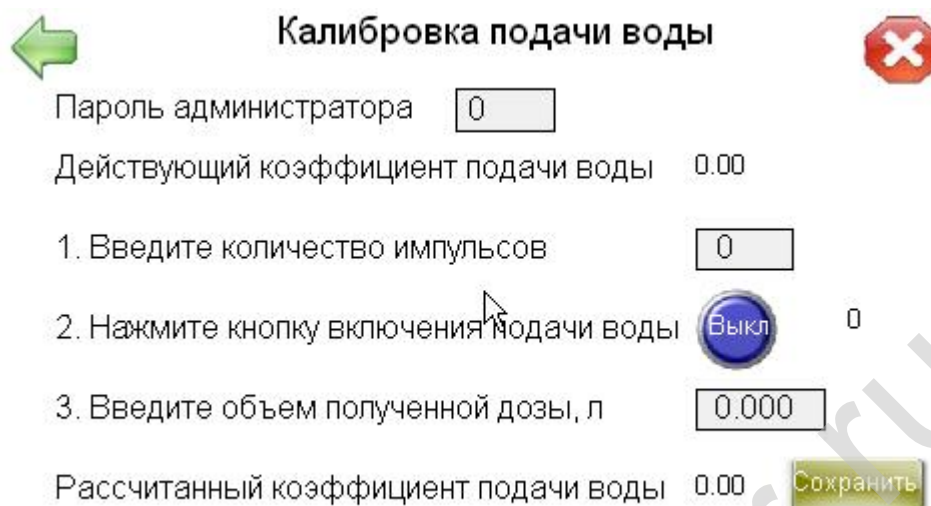 Калибровка подачи воды
Пароль администратора 0
Действующий коэффициент подачи воды 0.00
1. Введите количество импульсов 0
2. Нажмите кнопку включения подачи воды Выкл 0
3. Введите объем полученной дозы, л 0.000
Рассчитанный коэффициент подачи воды 0.00 Сохранить